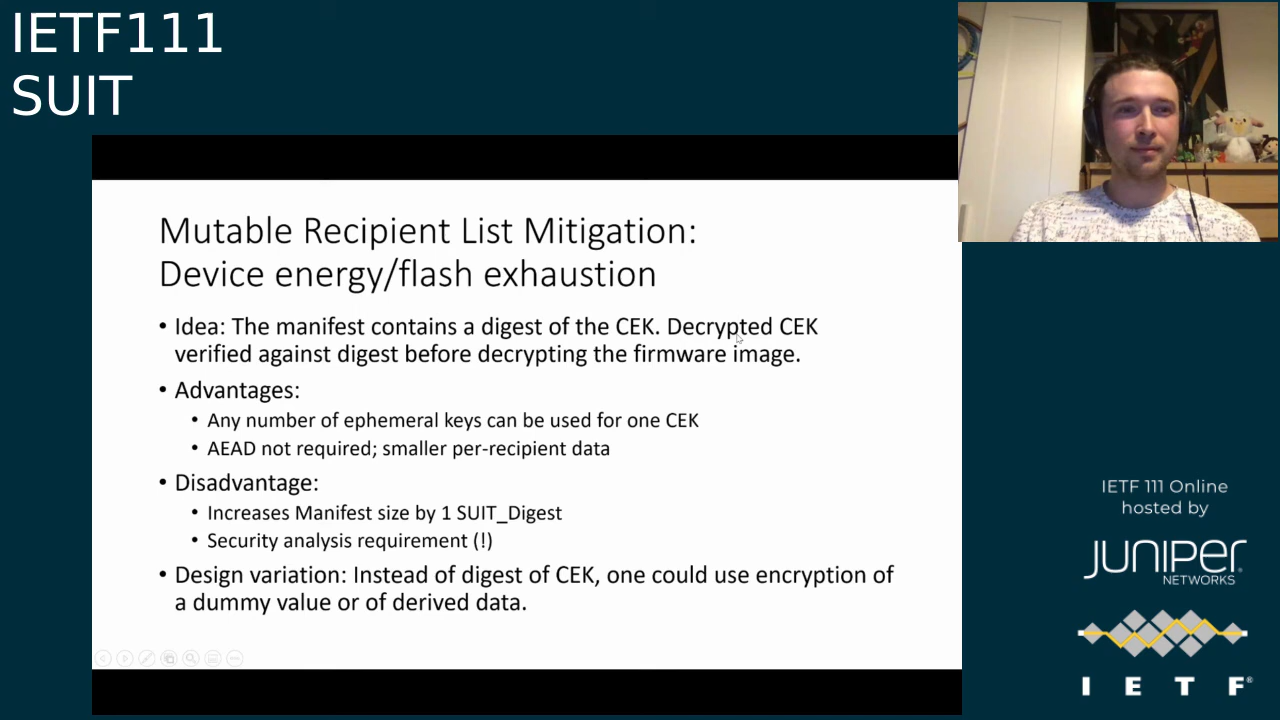 IETF111
SUIT
Mutable Recipient List Mitigation:
Device energy/flash exhaustion
• Idea: The manifest contains a digest of the CEK. Decrypted CEK
verified against digest before decrypting the firmware image.
• Advantages:
• Any number of ephemeral keys can be used for one CEK
• AEAD not required; smaller per-recipient data
• Disadvantage:
• Increases Manifest size by 1 SUIT_Digest
• Security analysis requirement (!)
• Design variation: Instead of digest of CEK, one could use encryption of
a dummy value or of derived data.
IETF 111 Online
hosted by
JUNIPER
NETWORKS
I E T F®